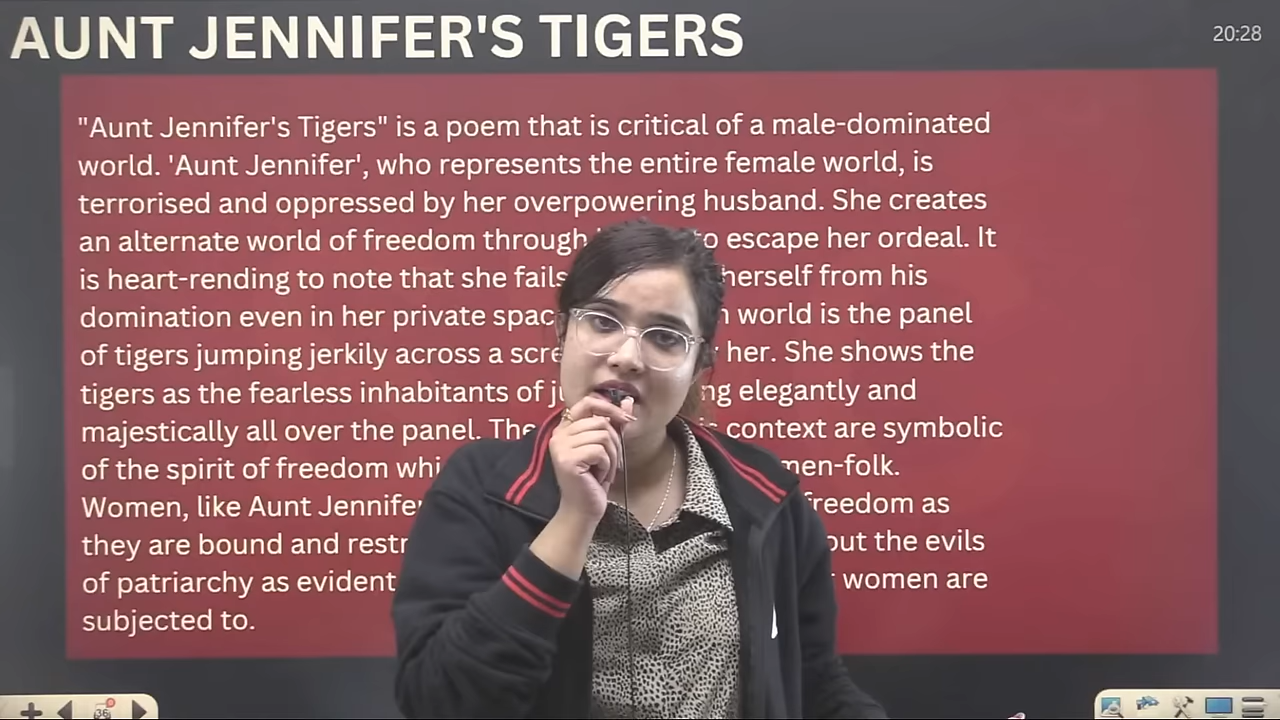 AUNT JENNIFER'S TIGERS
20:28
"Aunt Jennifer's Tigers" is a poem that is critical of a male-dominated
world. 'Aunt Jennifer', who represents the entire female world, is
terrorised and oppressed by her overpowering husband. She creates
an alternate world of freedom through to escape her ordeal. It
is heart-rending to note that she fails herself from his
domination even in her private world is the panel
of tigers jumping jerkily across a her. She shows the
tigers as the fearless inhabitants of elegantly and
majestically all over the panel. The context are symbolic
of the spirit of freedom
Women, like Aunt freedom as
they are bound and the evils
of patriarchy as evident women are
subjected to.
36